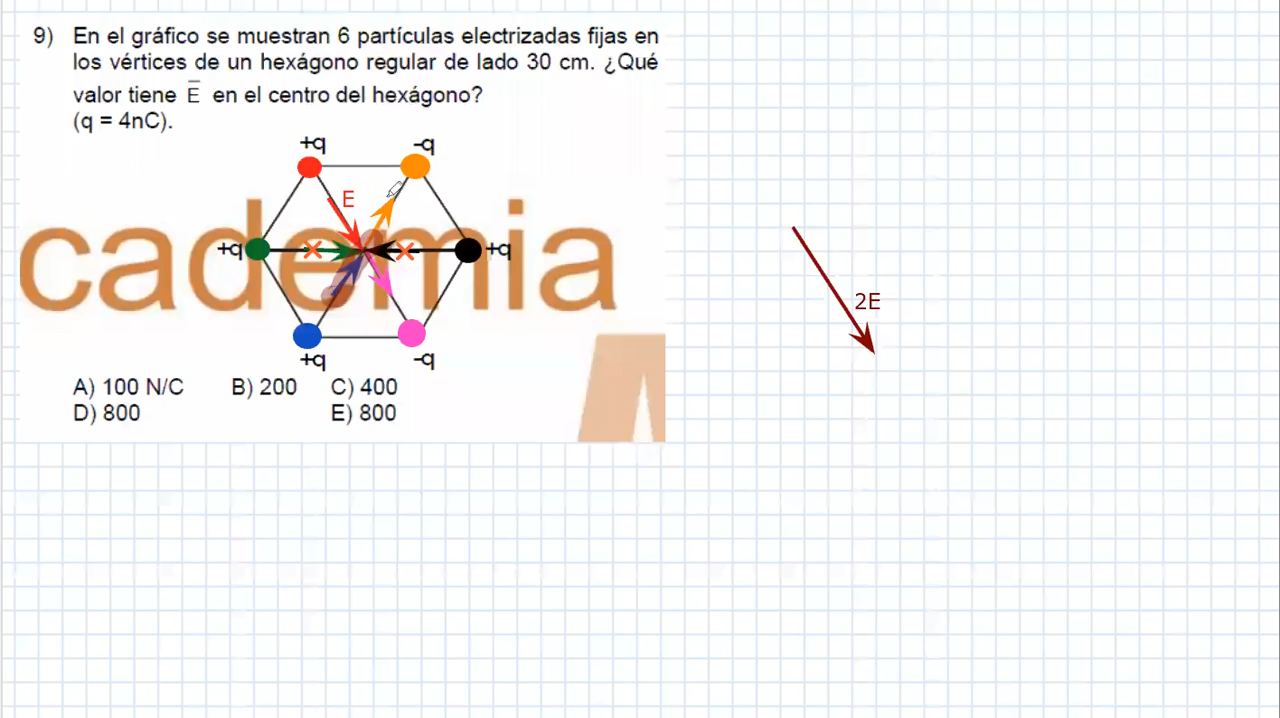 9) En el gráfico se muestran 6 partículas electrizadas fijas en
los vértices de un hexágono regular de lado 30 cm. ¿Qué
valor tiene E̅ en el centro del hexágono?
(q = 4nC).
+q -q
E
cademia
+q +q
2E
+q -q
A) 100 N/C B) 200 C) 400
D) 800 E) 800